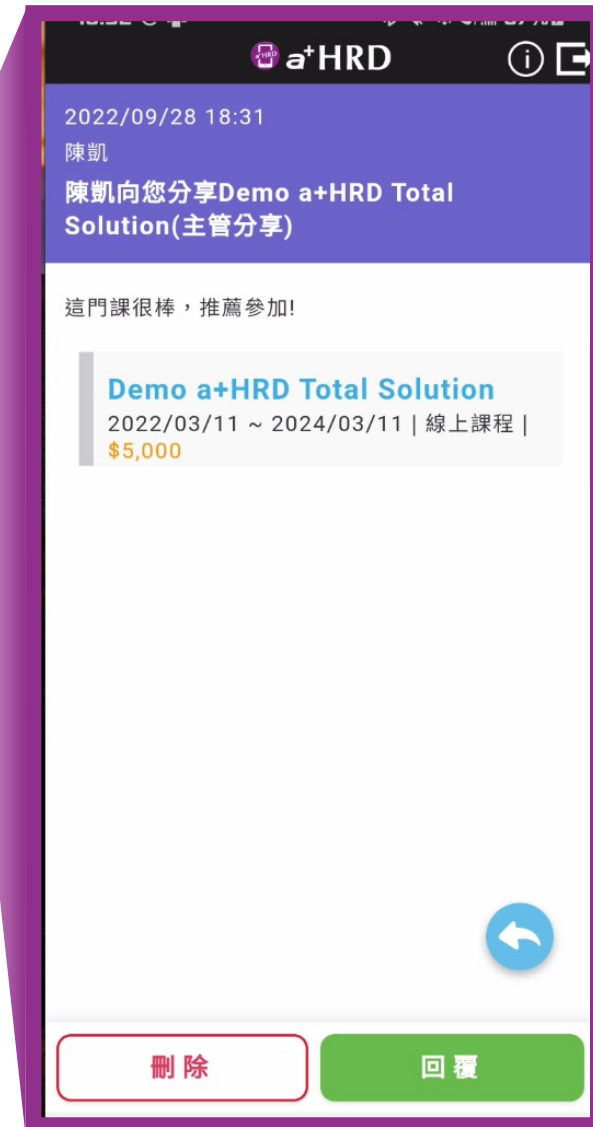 a+HRD
2022/09/28 18:31
陳凱
陳凱向您分享Demo a+HRD Total
Solution(主管分享)
這門課很棒，推薦參加!
Demo a+HRD Total Solution
2022/03/11 ~ 2024/03/11 | 線上課程 |
$5,000
刪除
回覆